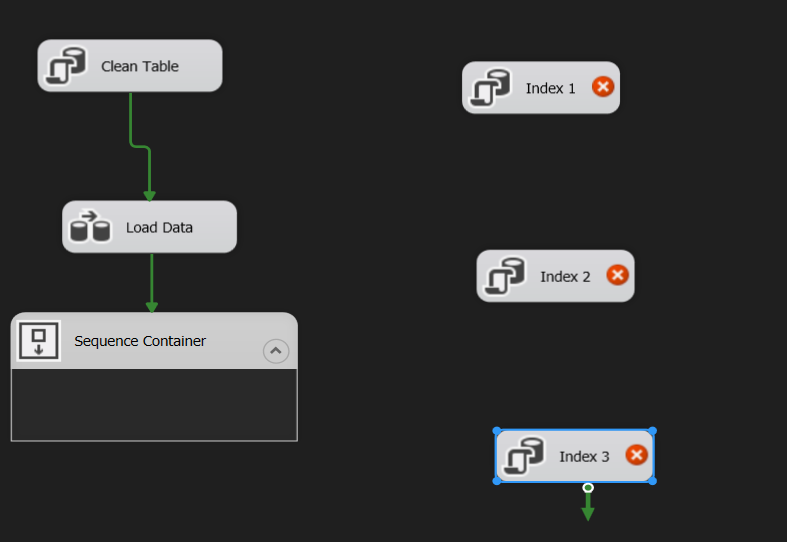 Clean Table
Index 1
Load Data
Index 2
Sequence Container
Index 3